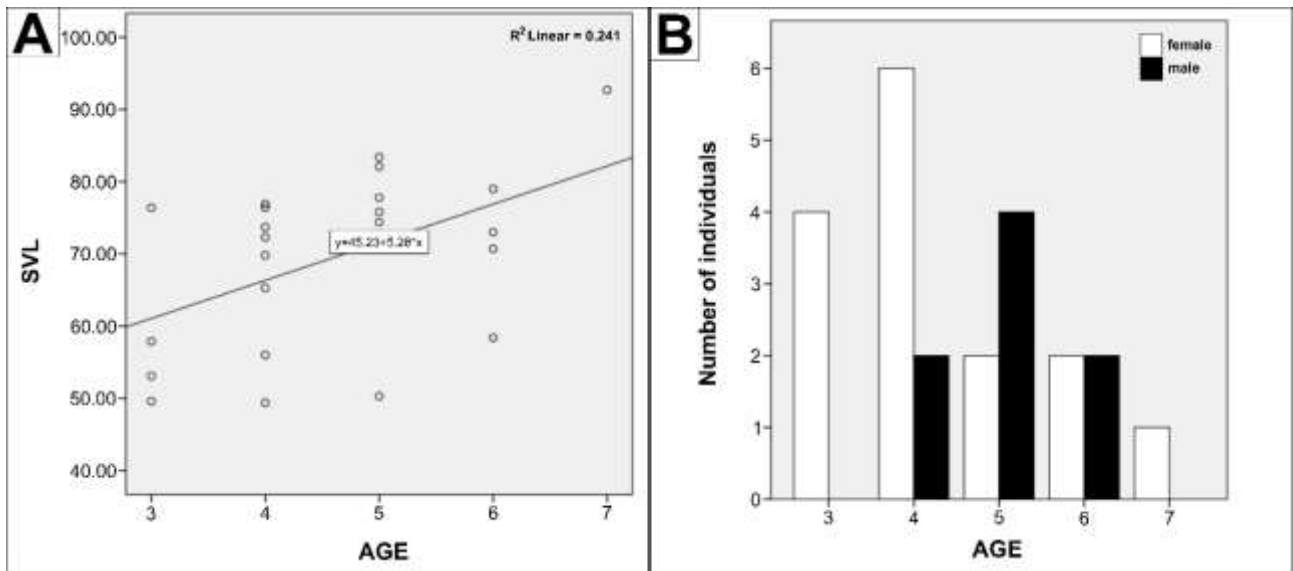 A
R² Linear = 0.241
100.00
90.00
80.00
70.00
60.00
50.00
40.00
SVL
y=45.23+5.28*x
3 4 5 6 7
AGE
B
female
male
6
5
4
3
2
1
0
Number of individuals
3 4 5 6 7
AGE